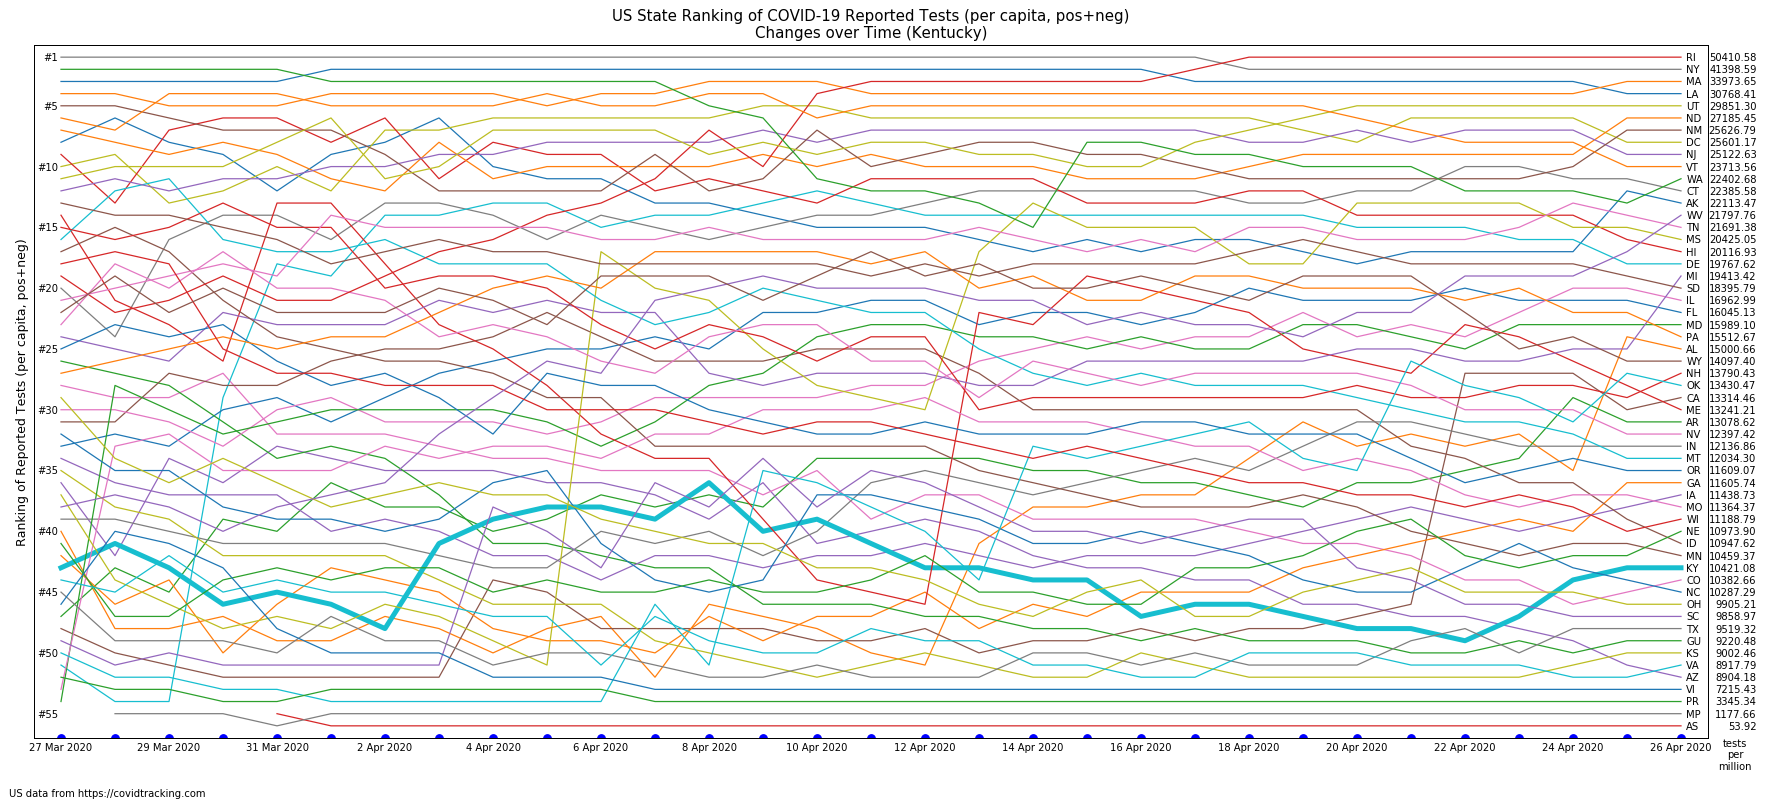 US State Ranking of COVID-19 Reported Tests (per capita, pos+neg)
Changes over Time (Kentucky)
Ranking of Reported Tests (per capita, pos+neg)
#1
#5
#10
#15
#20
#25
#30
#35
#40
#45
#50
#55
RI 50410.58
NY 41398.59
MA 33973.65
LA 30768.41
UT 29851.30
ND 27185.45
NM 25626.79
DC 25601.17
NJ 25122.63
VT 23713.56
WA 22402.68
CT 22385.58
AK 22113.47
WV 21797.76
TN 21691.38
MS 20425.05
HI 20116.93
DE 19767.62
MI 19413.42
SD 18395.79
IL 16962.99
FL 16045.13
MD 15989.10
PA 15512.67
AL 15000.66
WY 14097.40
NH 13790.43
OK 13430.47
CA 13314.46
ME 13241.21
AR 13078.62
NV 12397.42
IN 12136.86
MT 12034.30
OR 11609.07
GA 11605.74
IA 11438.73
MO 11364.37
WI 11188.79
NE 10973.90
ID 10947.62
MN 10459.37
KY 10421.08
CO 10382.66
NC 10287.29
OH 9905.21
SC 9858.97
TX 9519.32
GU 9220.48
KS 9002.46
VA 8917.79
AZ 8904.18
VI 7215.43
PR 3345.34
MP 1177.66
AS 53.92
27 Mar 2020 29 Mar 2020 31 Mar 2020 2 Apr 2020 4 Apr 2020 6 Apr 2020 8 Apr 2020 10 Apr 2020 12 Apr 2020 14 Apr 2020 16 Apr 2020 18 Apr 2020 20 Apr 2020 22 Apr 2020 24 Apr 2020 26 Apr 2020
tests
per
million
US data from https://covidtracking.com